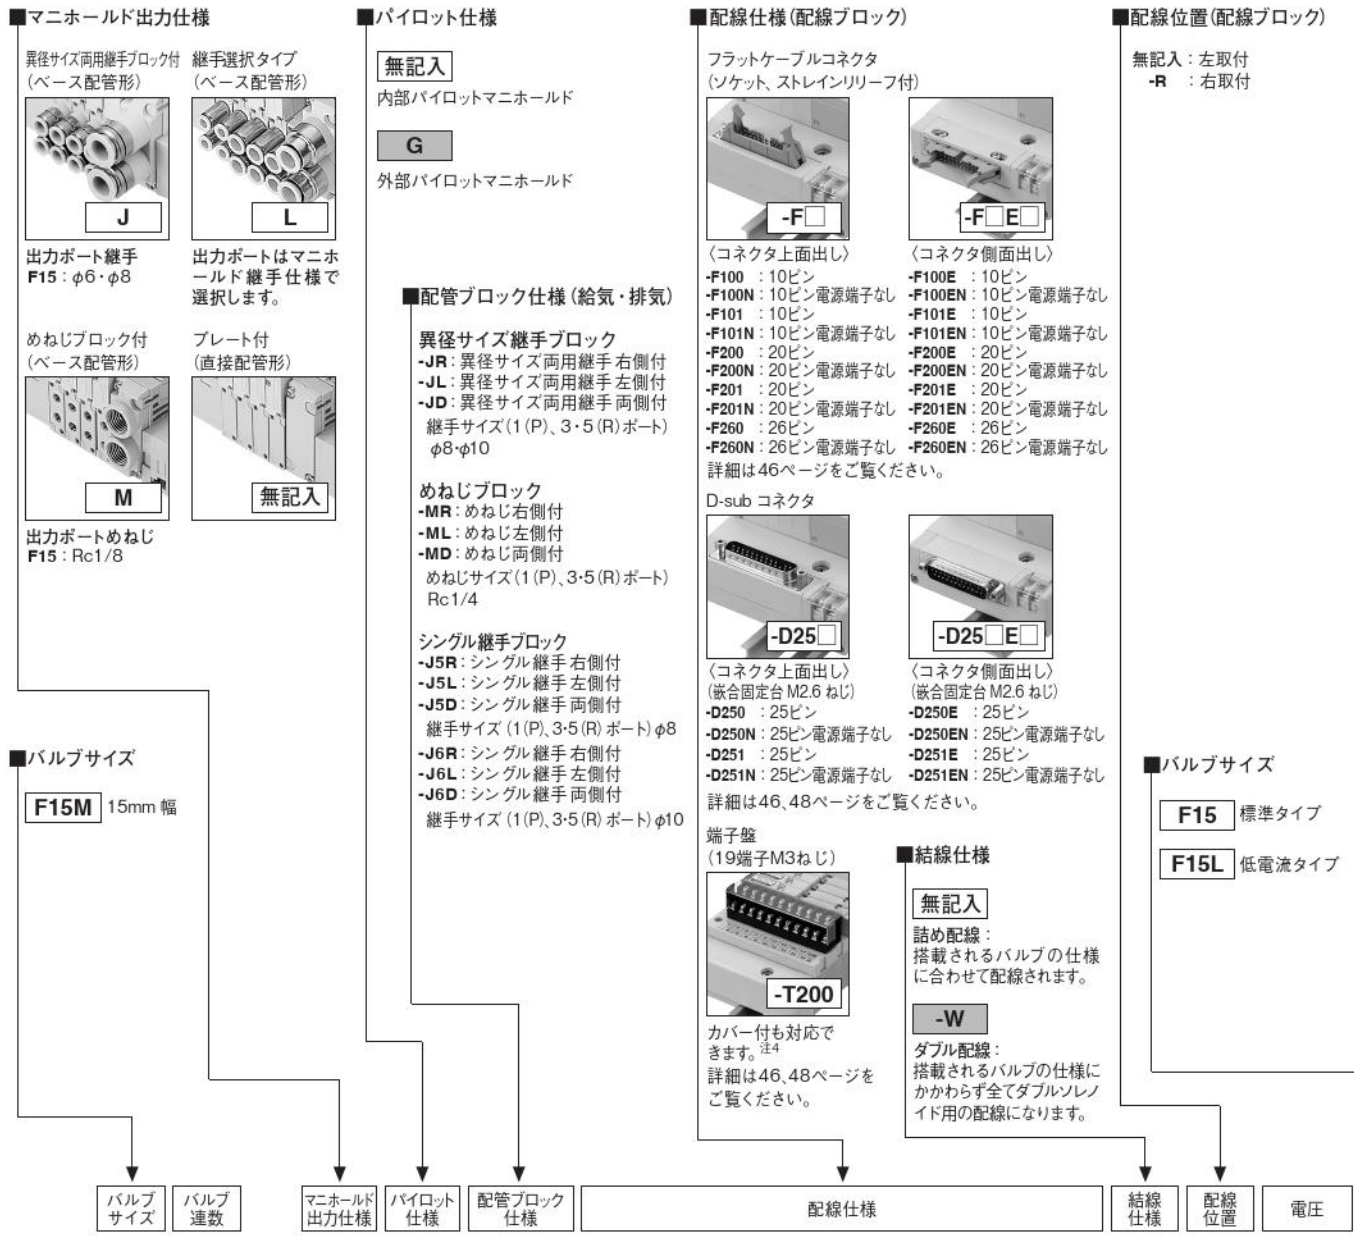 ■マニホールド出力仕様
異径サイズ両用継手ブロック付
(ベース配管形)
継手選択タイプ
(ベース配管形)
J
L
出力ポート継手
F15：φ6・φ8
出力ポートはマニホ
ールド継手仕様で
選択します。
めねじブロック付
(ベース配管形)
プレート付
(直接配管形)
M
無記入
出力ポートめねじ
F15：Rc1/8
■バルブサイズ
F15M 15mm 幅
■パイロット仕様
無記入
内部パイロットマニホールド
G
外部パイロットマニホールド
■配管ブロック仕様(給気・排気)
異径サイズ継手ブロック
-JR：異径サイズ両用継手右側付
-JL：異径サイズ両用継手左側付
-JD：異径サイズ両用継手両側付
継手サイズ(1(P)、3・5(R)ポート)
φ8・φ10
めねじブロック
-MR：めねじ右側付
-ML：めねじ左側付
-MD：めねじ両側付
めねじサイズ(1(P)、3・5(R)ポート)
Rc1/4
シングル継手ブロック
-J5R：シングル継手右側付
-J5L：シングル継手左側付
-J5D：シングル継手両側付
継手サイズ(1(P)、3・5(R)ポート)φ8
-J6R：シングル継手右側付
-J6L：シングル継手左側付
-J6D：シングル継手両側付
継手サイズ(1(P)、3・5(R)ポート)φ10
■配線仕様(配線ブロック)
フラットケーブルコネクタ
(ソケット、ストレインリリーフ付)
-F□
-F□E□
〈コネクタ上面出し〉
-F100：10ピン
-F100N：10ピン電源端子なし
-F101：10ピン
-F101N：10ピン電源端子なし
-F200：20ピン
-F200N：20ピン電源端子なし
-F201：20ピン
-F201N：20ピン電源端子なし
-F260：26ピン
-F260N：26ピン電源端子なし
〈コネクタ側面出し〉
-F100E：10ピン
-F100EN：10ピン電源端子なし
-F101E：10ピン
-F101EN：10ピン電源端子なし
-F200E：20ピン
-F200EN：20ピン電源端子なし
-F201E：20ピン
-F201EN：20ピン電源端子なし
-F260E：26ピン
-F260EN：26ピン電源端子なし
詳細は46ページをご覧ください。
D-sub コネクタ
-D25□
-D25□E□
〈コネクタ上面出し〉
(嵌合固定台 M2.6 ねじ)
-D250：25ピン
-D250N：25ピン電源端子なし
-D251：25ピン
-D251N：25ピン電源端子なし
〈コネクタ側面出し〉
(嵌合固定台 M2.6 ねじ)
-D250E：25ピン
-D250EN：25ピン電源端子なし
-D251E：25ピン
-D251EN：25ピン電源端子なし
詳細は46、48ページをご覧ください。
端子盤
(19端子M3ねじ)
-T200
カバー付も対応で
きます。注4
詳細は46、48ページを
ご覧ください。
■結線仕様
無記入
詰め配線：
搭載されるバルブの仕様
に合わせて配線されます。
-W
ダブル配線：
搭載されるバルブの仕様に
かかわらず全てダブルソレノ
イド用の配線になります。
■配線位置(配線ブロック)
無記入：左取付
-R：右取付
■バルブサイズ
F15 標準タイプ
F15L 低電流タイプ
バルブ
サイズ
バルブ
連数
マニホールド
出力仕様
パイロット
仕様
配管ブロック
仕様
配線仕様
結線
仕様
配線
位置
電圧